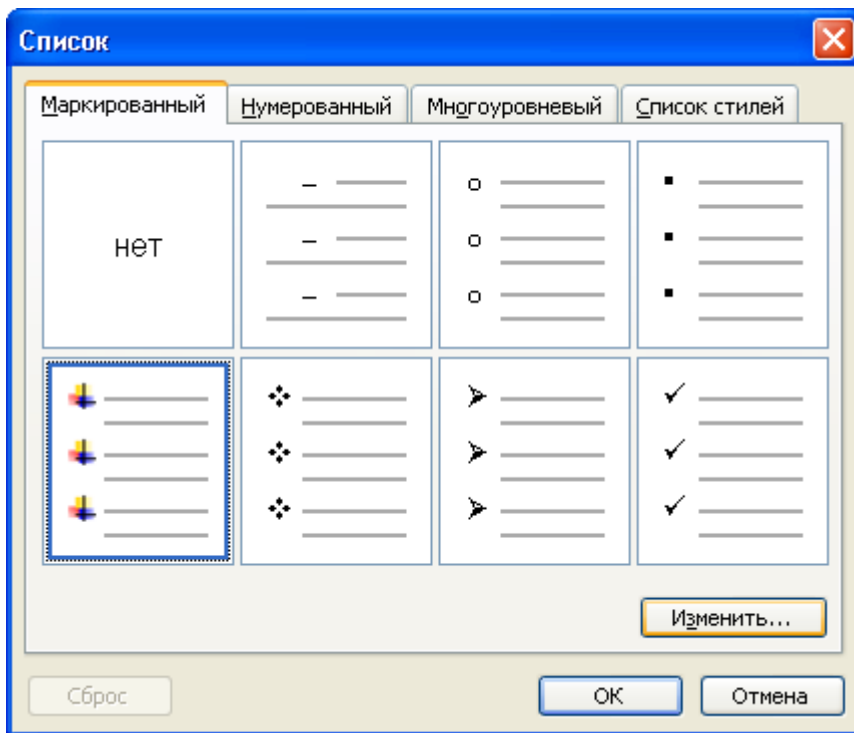 Список
Маркированный Нумерованный Многоуровневый Список стилей
нет
Изменить...
Сброс ОК Отмена